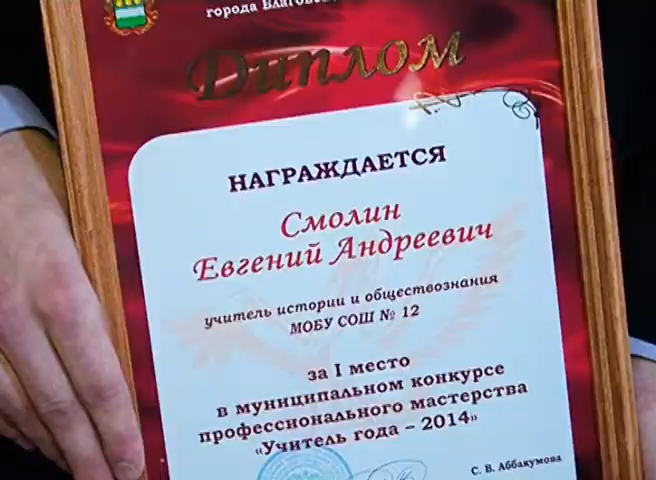 города
Диплом
НАГРАЖДАЕТСЯ
Смолин
Евгений Андреевич
учитель истории и обществознания
МОБУ СОШ № 12
за I место
в муниципальном конкурсе
профессионального мастерства
«Учитель года – 2014»
С. В. Аббакумова